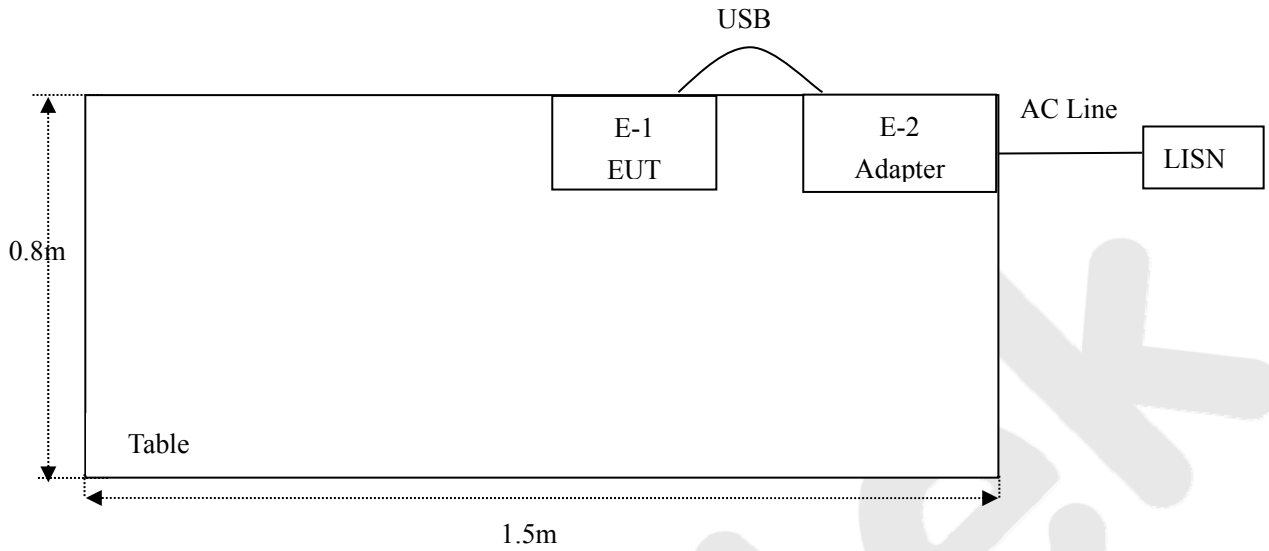 USB
E-1
EUT
E-2
Adapter
AC Line
LISN
0.8m
Table
1.5m